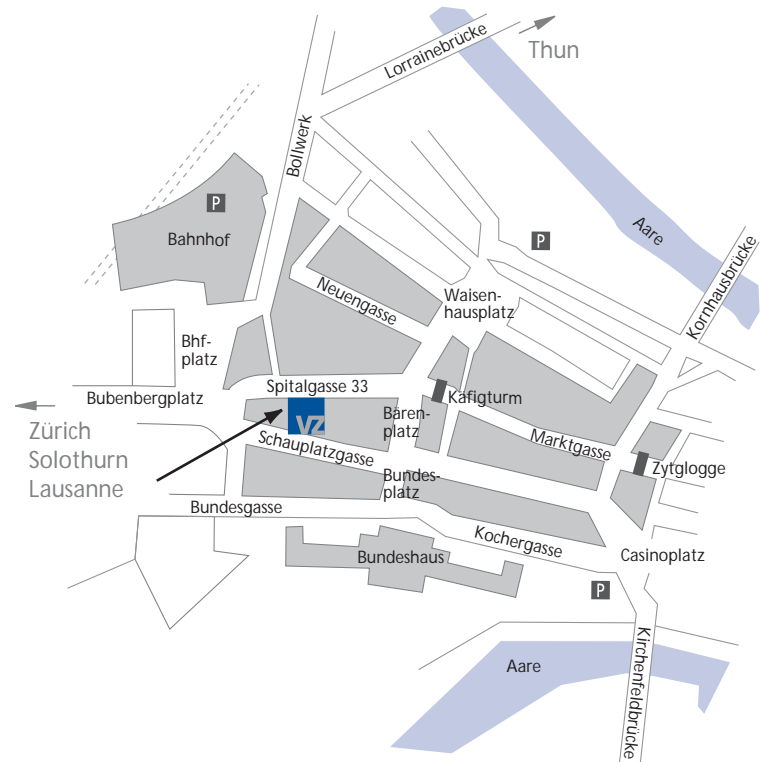 Lorrainebrücke
Thun
Bollwerk
P
Bahnhof
Aare
P
Kornhausbrücke
Neuengasse
Waisen-
hausplatz
Bhf-
platz
Spitalgasse 33
Bubenbergplatz
Kafigturm
Bären-
platz
VZ
Zürich
Solothurn
Lausanne
Schauplatzgasse
Marktgasse
Zytglogge
Bundes-
platz
Bundesgasse
Kochergasse
Bundeshaus
Casinoplatz
P
Kirchenfeldbrücke
Aare